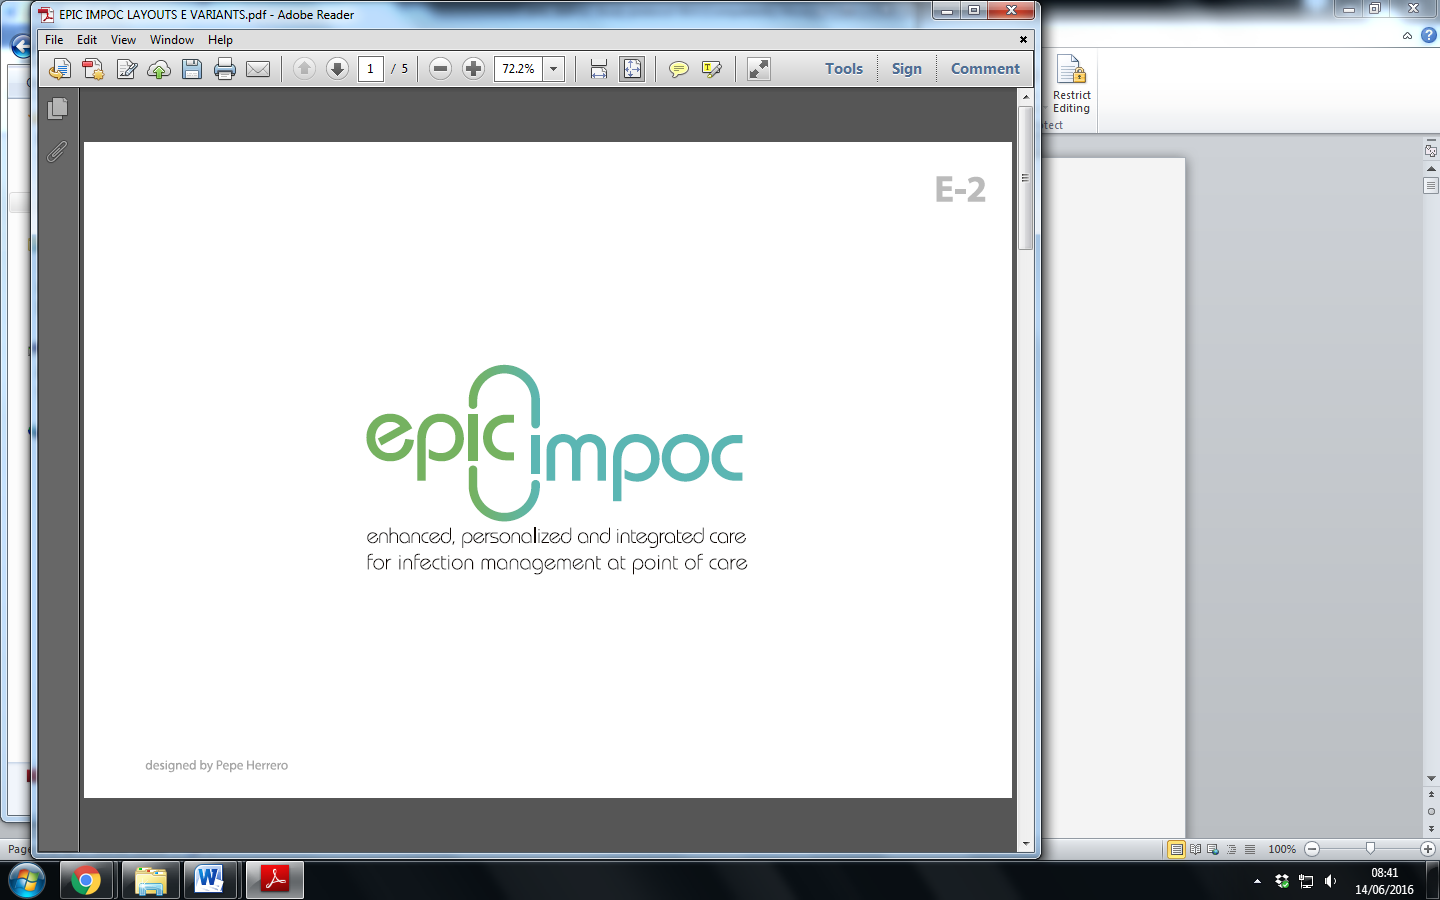 EPIC IMPOC LAYOUTS E VARIANTS.pdf - Adobe Reader
File Edit View Window Help
1 / 5 72.2% Tools Sign Comment
Restrict
Editing
tect
E-2
epic impoc
enhanced, personalized and integrated care
for infection management at point of care
designed by Pepe Herrero
Page
100%
08:41
14/06/2016